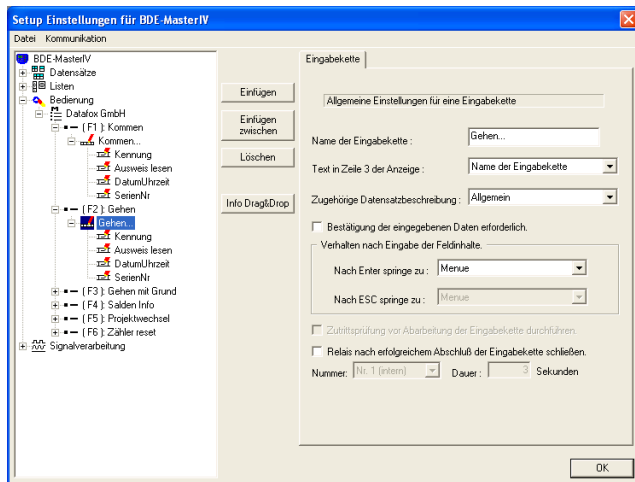 Setup Einstellungen für BDE-MasterIV
Datei Kommunikation
BDE-MasterIV
Datensätze
Listen
Bedienung
Datafox GmbH
( F1 ): Kommen
Kommen...
Kennung
Ausweis lesen
DatumUhrzeit
SerienNr
( F2 ): Gehen
Gehen...
Kennung
Ausweis lesen
DatumUhrzeit
SerienNr
( F3 ): Gehen mit Grund
( F4 ): Salden Info
( F5 ): Projektwechsel
( F6 ): Zähler reset
Signalverarbeitung
Einfügen
Einfügen
zwischen
Löschen
Info Drag&Drop
Eingabekette
Allgemeine Einstellungen für eine Eingabekette
Name der Eingabekette : Gehen...
Text in Zeile 3 der Anzeige : Name der Eingabekette
Zugehörige Datensatzbeschreibung : Allgemein
Bestätigung der eingegebenen Daten erforderlich.
Verhalten nach Eingabe der Feldinhalte.
Nach Enter springe zu : Menue
Nach ESC springe zu : Menue
Zutrittsprüfung vor Abarbeitung der Eingabekette durchführen.
Relais nach erfolgreichem Abschluß der Eingabekette schließen.
Nummer: Nr. 1 (intern) Dauer : 3 Sekunden
OK